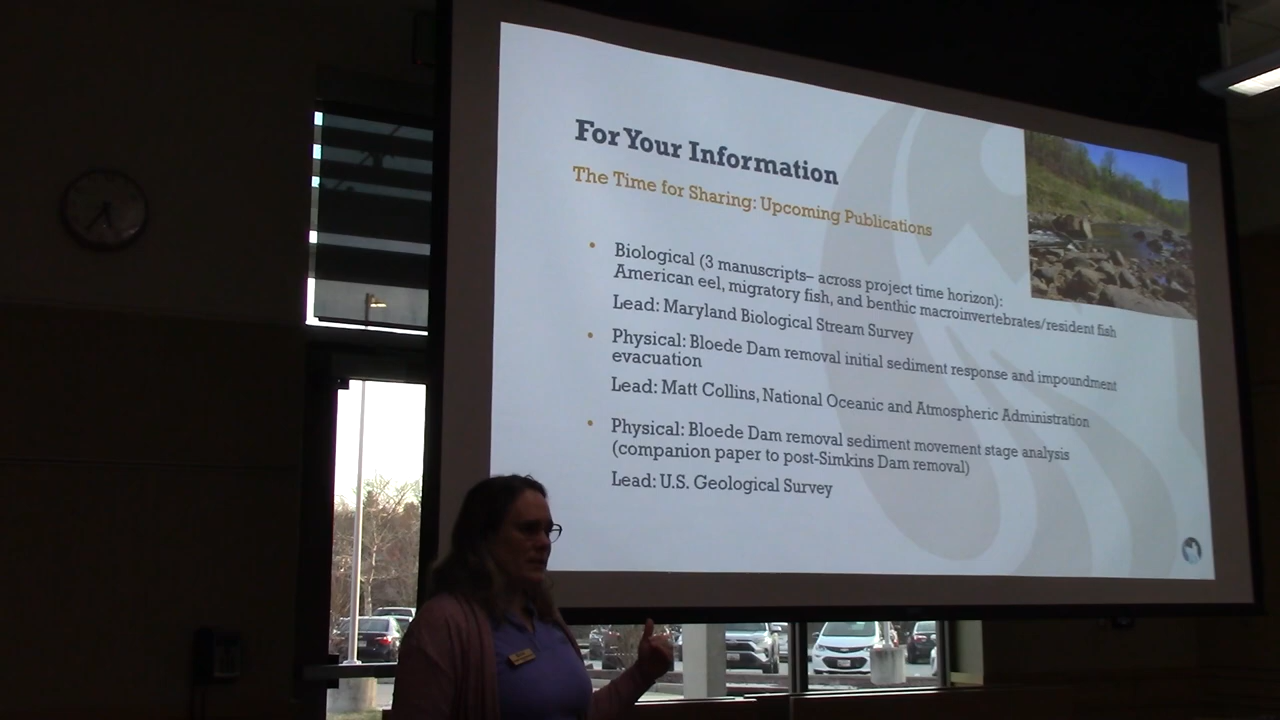 For Your Information
The Time for Sharing: Upcoming Publications
• Biological (3 manuscripts– across project time horizon):
American eel, migratory fish, and benthic macroinvertebrates/resident fish
Lead: Maryland Biological Stream Survey
• Physical: Bloede Dam removal initial sediment response and impoundment
evacuation
Lead: Matt Collins, National Oceanic and Atmospheric Administration
• Physical: Bloede Dam removal sediment movement stage analysis
(companion paper to post-Simkins Dam removal)
Lead: U.S. Geological Survey